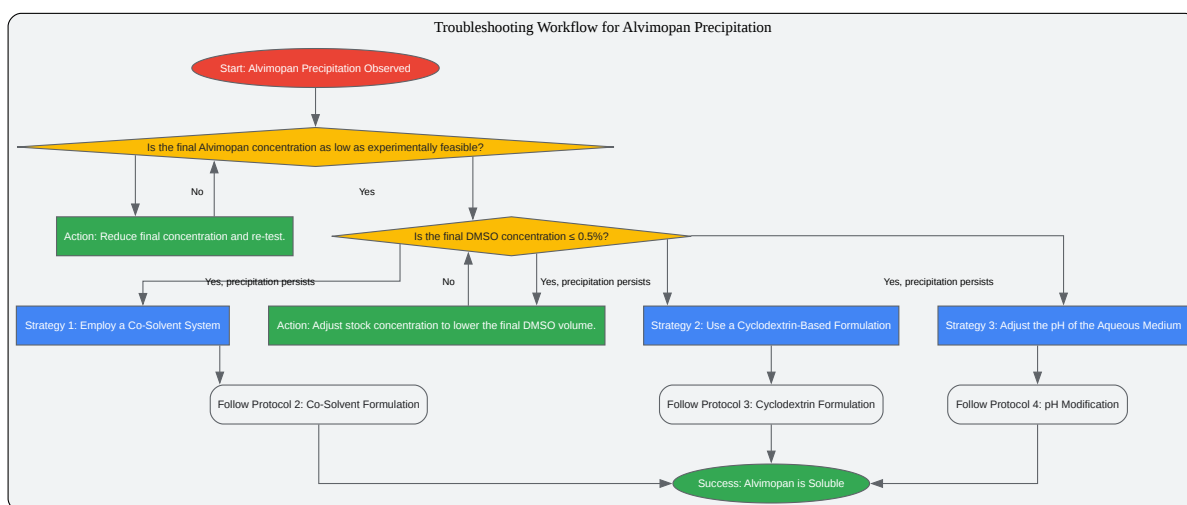 Troubleshooting Workflow for Alvimopan Precipitation
Start: Alvimopan Precipitation Observed
Is the final Alvimopan concentration as low as experimentally feasible?
No
Yes
Action: Reduce final concentration and re-test.
Is the final DMSO concentration ≤ 0.5%?
Yes, precipitation persists
No
Yes, precipitation persists
Yes, precipitation persists
Strategy 1: Employ a Co-Solvent System
Action: Adjust stock concentration to lower the final DMSO volume.
Strategy 2: Use a Cyclodextrin-Based Formulation
Strategy 3: Adjust the pH of the Aqueous Medium
Follow Protocol 2: Co-Solvent Formulation
Follow Protocol 3: Cyclodextrin Formulation
Follow Protocol 4: pH Modification
Success: Alvimopan is Soluble